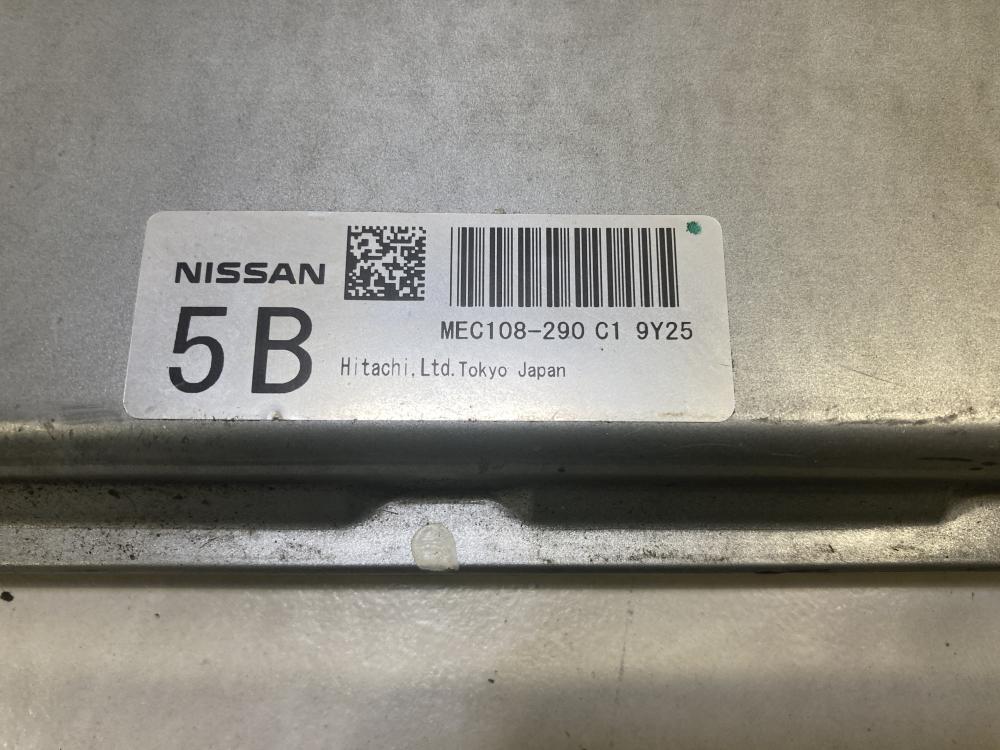 NISSAN
5B
MEC108-290 C1 9Y25
Hitachi,Ltd.Tokyo Japan